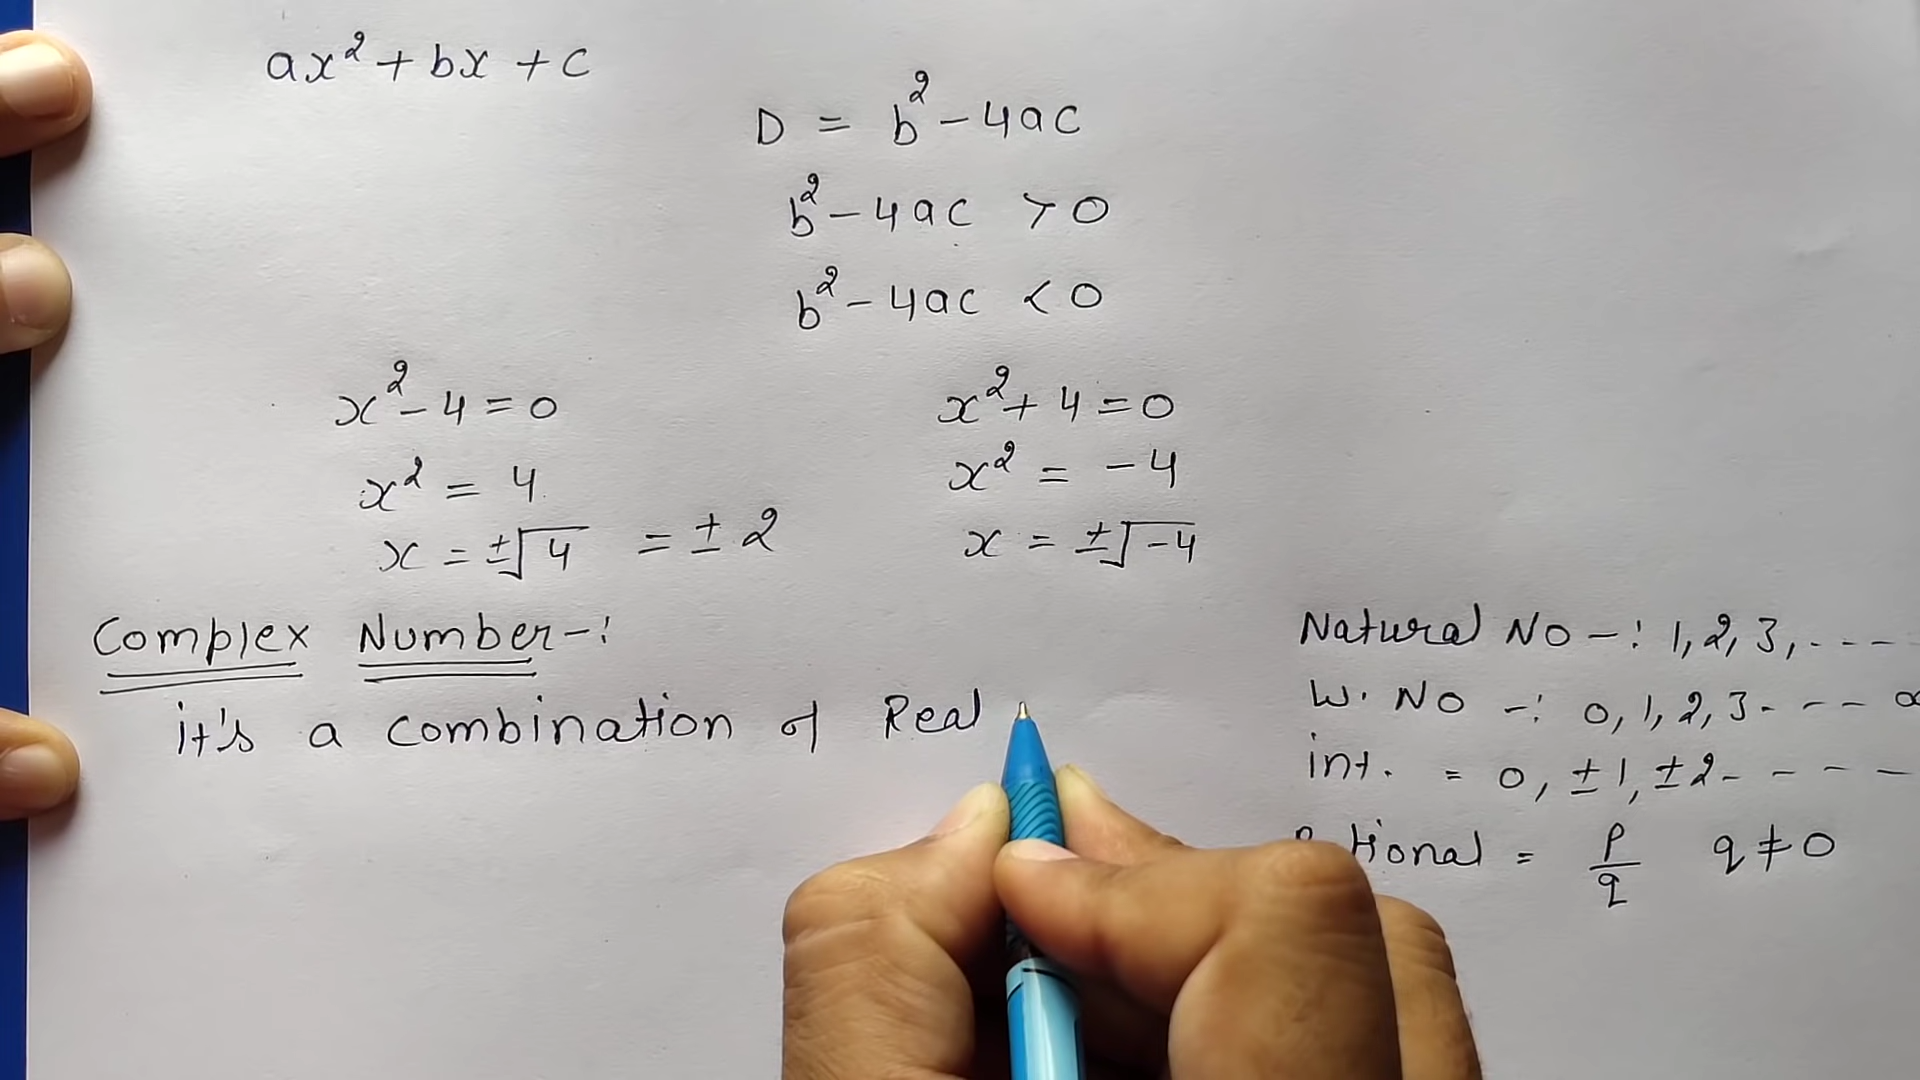 ax² + bx + c
D = b² - 4ac
b² - 4ac > 0
b² - 4ac < 0
x² - 4 = 0
x² = 4
x = ±√4 = ± 2
x² + 4 = 0
x² = -4
x = ±√-4
Complex Number -:
it's a combination of Real
Natural No -: 1, 2, 3, - - - -
W. No -: 0, 1, 2, 3 - - - -
int. = 0, ±1, ±2 - - - -
= p/q q ≠ 0